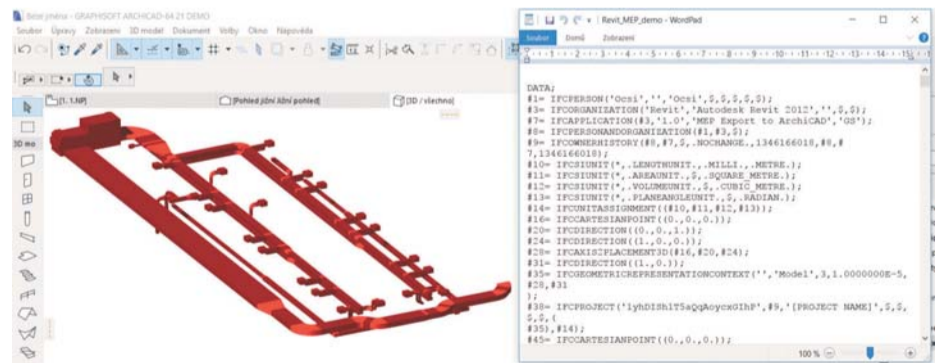 Beze jména - GRAPHISOFT ARCHICAD-64 21 DEMO
Soubor Úpravy Zobrazení 3D model Dokument Volby Okno Nápověda
[1. 1.NP]
[3D / všechno]
Revit_MEP_demo - WordPad
Soubor Domů Zobrazení
DATA;
#1= IFCPERSON('Ocsi','','Ocsi',$,$,$,$,$);
#3= IFCORGANIZATION('Revit','Autodesk Revit 2012','',$,$);
#7= IFCAPPLICATION(#3,'1.0','MEP Export to ArchiCAD','GS');
#8= IFCPERSONANDORGANIZATION(#1,#3,$);
#9= IFCOWNERHISTORY(#8,#7,$,.NOCHANGE.,1346166018,#8,#
7,1346166018);
#10= IFCSIUNIT(*,.LENGTHUNIT.,.MILLI.,.METRE.);
#11= IFCSIUNIT(*,.AREAUNIT.,$,.SQUARE_METRE.);
#12= IFCSIUNIT(*,.VOLUMEUNIT.,$,.CUBIC_METRE.);
#13= IFCSIUNIT(*,.PLANEANGLEUNIT.,$,.RADIAN.);
#14= IFCUNITASSIGNMENT((#10,#11,#12,#13));
#16= IFCCARTESIANPOINT((0.,0.,0.));
#20= IFCDIRECTION((0.,0.,1.));
#24= IFCDIRECTION((1.,0.,0.));
#28= IFCAXIS2PLACEMENT3D(#16,#20,#24);
#31= IFCDIRECTION((1.,0.));
#35= IFCGEOMETRICREPRESENTATIONCONTEXT('','Model',3,1.0000000E-5,
#28,#31
);
#38= IFCPROJECT('1yhDISh1T5aQqAoycxGIhP',#9,'[PROJECT NAME]',$,$,
$,$,(
#35),#14);
#45= IFCCARTESIANPOINT((0.,0.,0.));
100 %
3D mo